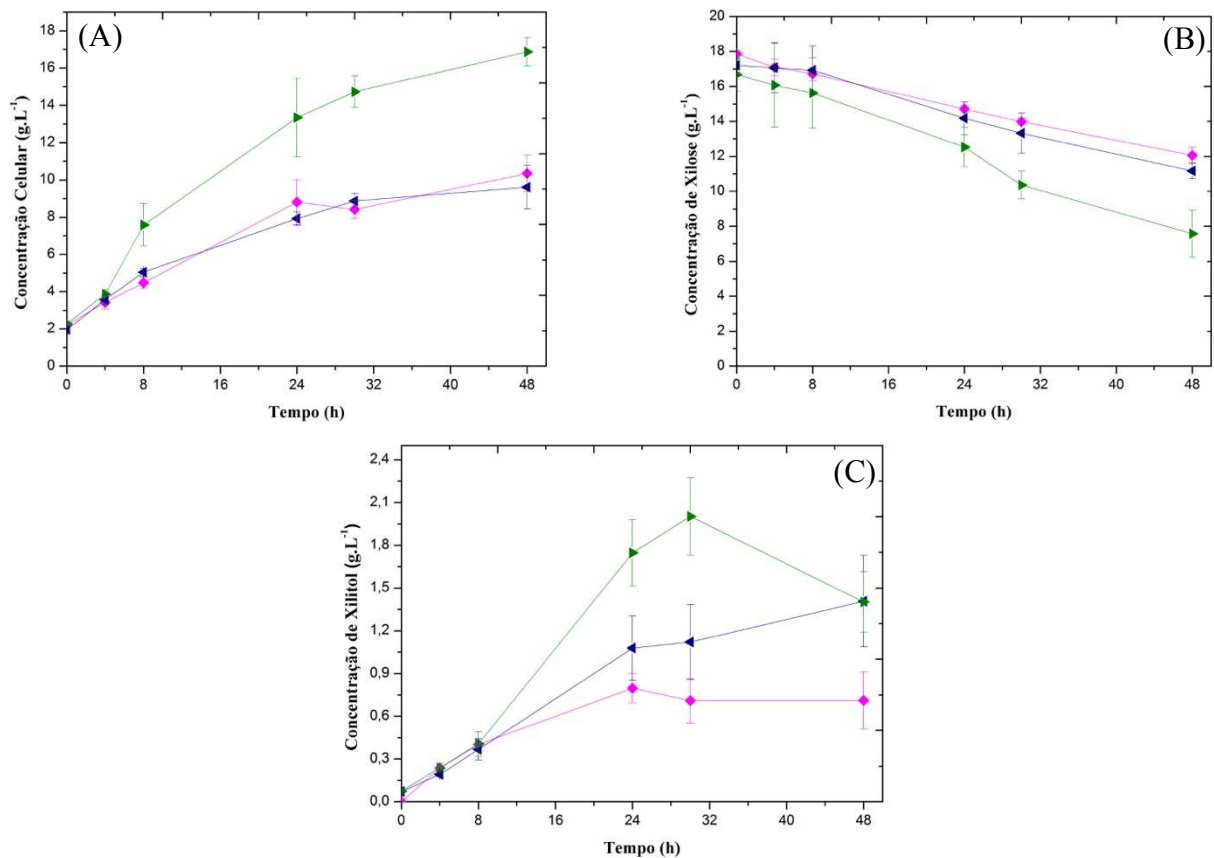 (A)
Concentração Celular (g.L⁻¹)
18
16
14
12
10
8
6
4
2
0
0 8 16 24 32 40 48
Tempo (h)
(B)
Concentração de Xilose (g.L⁻¹)
20
18
16
14
12
10
8
6
4
2
0
0 8 16 24 32 40 48
Tempo (h)
(C)
Concentração de Xilitol (g.L⁻¹)
2,4
2,1
1,8
1,5
1,2
0,9
0,6
0,3
0,0
0 8 16 24 32 40 48
Tempo (h)